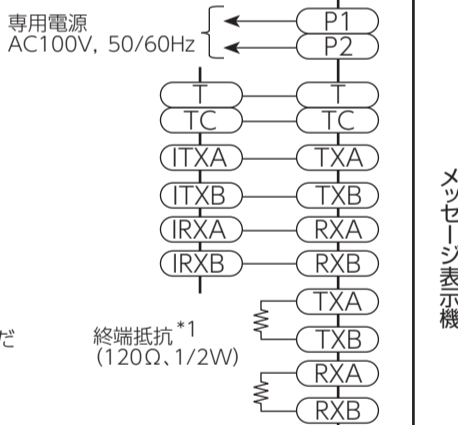 専用電源
AC100V, 50/60Hz
P1
P2
T T
TC TC
ITXA TXA
ITXB TXB
IRXA RXA
IRXB RXB
TXA
TXB
RXA
RXB
だ
終端抵抗*1
(120Ω、1/2W)
メッセージ表示機